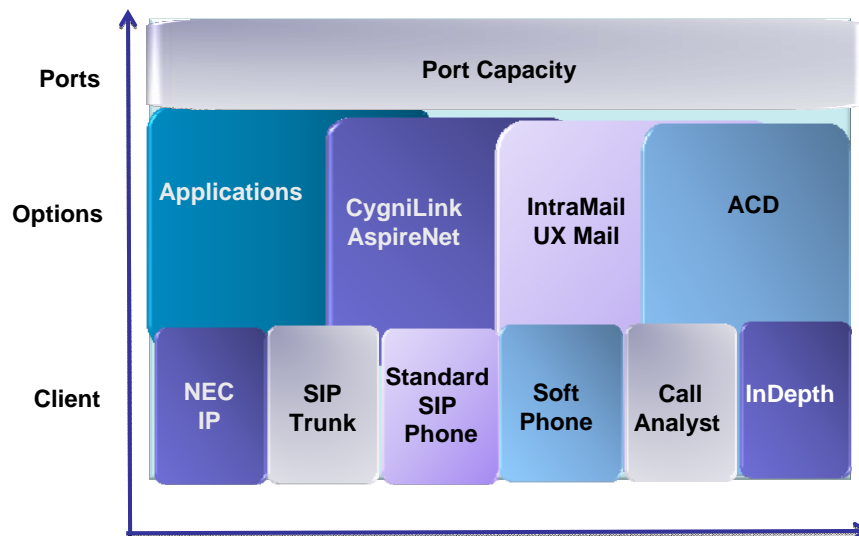 Ports
Port Capacity
Options
Applications
CygniLink
AspireNet
IntraMail
UX Mail
ACD
Client
NEC
IP
SIP
Trunk
Standard
SIP
Phone
Soft
Phone
Call
Analyst
InDepth